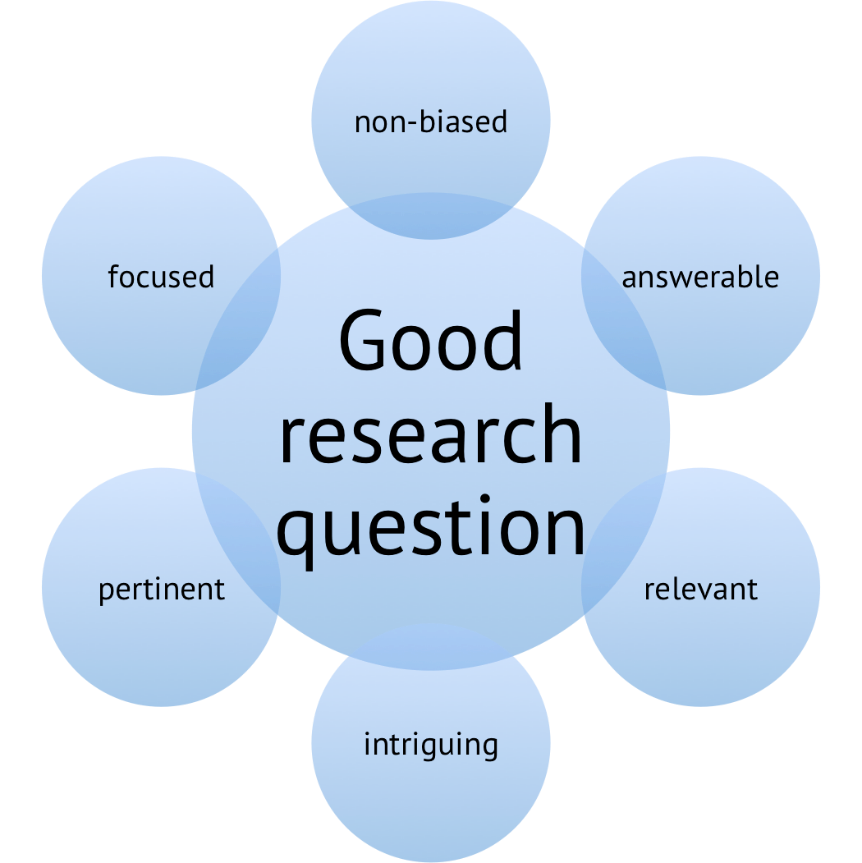 non-biased
focused
answerable
Good
research
question
pertinent
relevant
intriguing